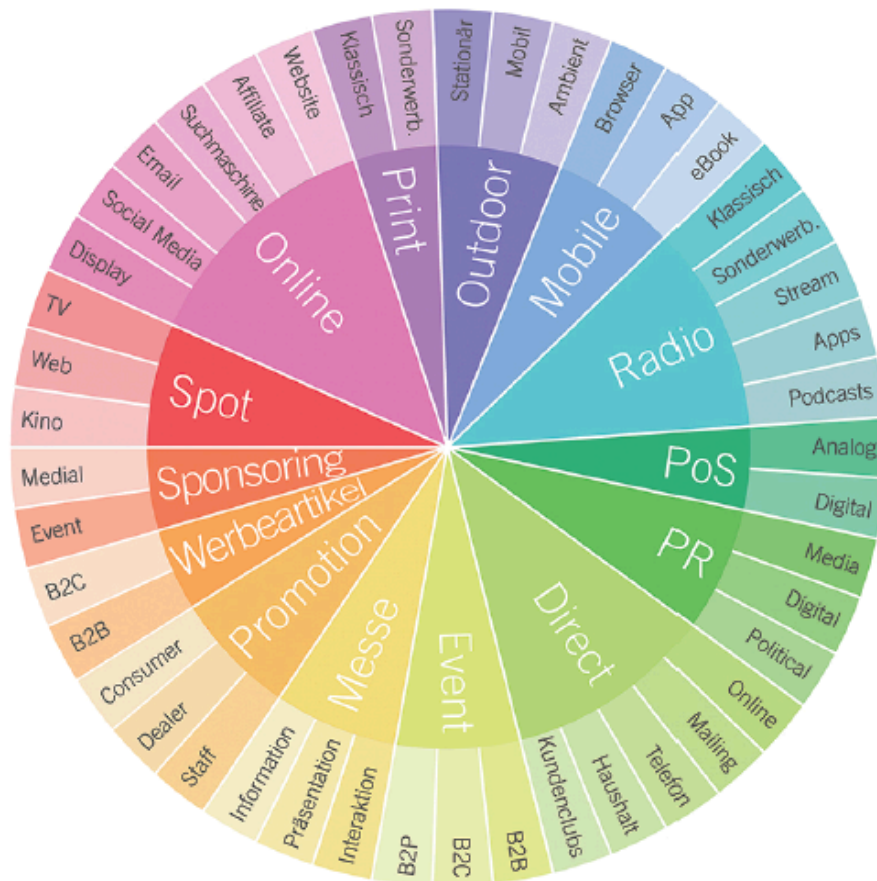 Klassisch
Sonderwerb.
Print
Stationär
Mobil
Ambient
Outdoor
Browser
App
eBook
Mobile
Klassisch
Sonderwerb.
Stream
Apps
Podcasts
Radio
Analog
Digital
PoS
Media
Digital
Political
PR
Online
Mailing
Telefon
Haushalt
Kundenclubs
Direct
B2B
B2C
B2P
Event
Interaktion
Präsentation
Information
Messe
Staff
Dealer
Consumer
Promotion
B2B
B2C
Werbeartikel
Event
Medial
Sponsoring
Kino
Web
TV
Spot
Display
Social Media
Email
Suchmaschine
Affiliate
Website
Online